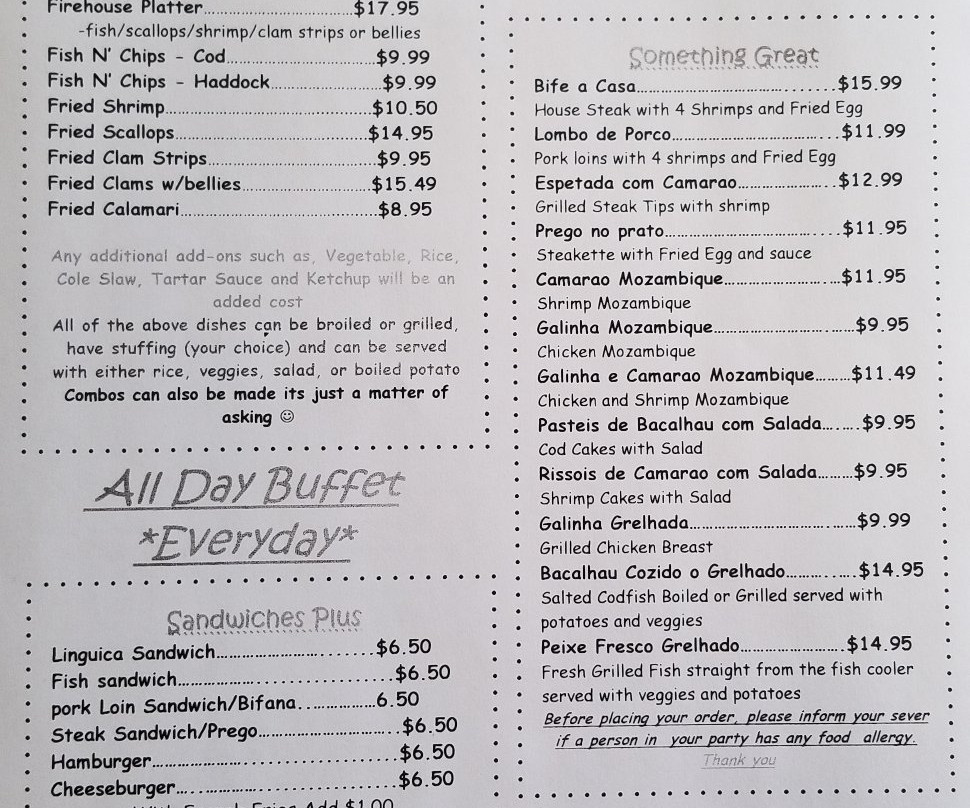 Firehouse Platter..........................$17.95
-fish/scallops/shrimp/clam strips or bellies
Fish N' Chips - Cod..........................$9.99
Fish N' Chips - Haddock....................$9.99
Fried Shrimp...................................$10.50
Fried Scallops.................................$14.95
Fried Clam Strips.............................$9.95
Fried Clams w/bellies.......................$15.49
Fried Calamari.................................$8.95
Any additional add-ons such as, Vegetable, Rice,
Cole Slaw, Tartar Sauce and Ketchup will be an
added cost
All of the above dishes can be broiled or grilled,
have stuffing (your choice) and can be served
with either rice, veggies, salad, or boiled potato
Combos can also be made its just a matter of
asking ☺
All Day Buffet
*Everyday*
Sandwiches Plus
Linguica Sandwich...........................$6.50
Fish sandwich.................................$6.50
pork Loin Sandwich/Bifana...............6.50
Steak Sandwich/Prego.....................$6.50
Hamburger.....................................$6.50
Cheeseburger.................................$6.50
Something Great
Bife a Casa....................................$15.99
House Steak with 4 Shrimps and Fried Egg
Lombo de Porco..............................$11.99
Pork loins with 4 shrimps and Fried Egg
Espetada com Camarao...................$12.99
Grilled Steak Tips with shrimp
Prego no prato...............................$11.95
Steakette with Fried Egg and sauce
Camarao Mozambique.....................$11.95
Shrimp Mozambique
Galinha Mozambique........................$9.95
Chicken Mozambique
Galinha e Camarao Mozambique.........$11.49
Chicken and Shrimp Mozambique
Pasteis de Bacalhau com Salada.........$9.95
Cod Cakes with Salad
Rissois de Camarao com Salada.........$9.95
Shrimp Cakes with Salad
Galinha Grelhada.............................$9.99
Grilled Chicken Breast
Bacalhau Cozido o Grelhado..............$14.95
Salted Codfish Boiled or Grilled served with
potatoes and veggies
Peixe Fresco Grelhado.....................$14.95
Fresh Grilled Fish straight from the fish cooler
served with veggies and potatoes
Before placing your order, please inform your sever
if a person in your party has any food allergy.
Thank you